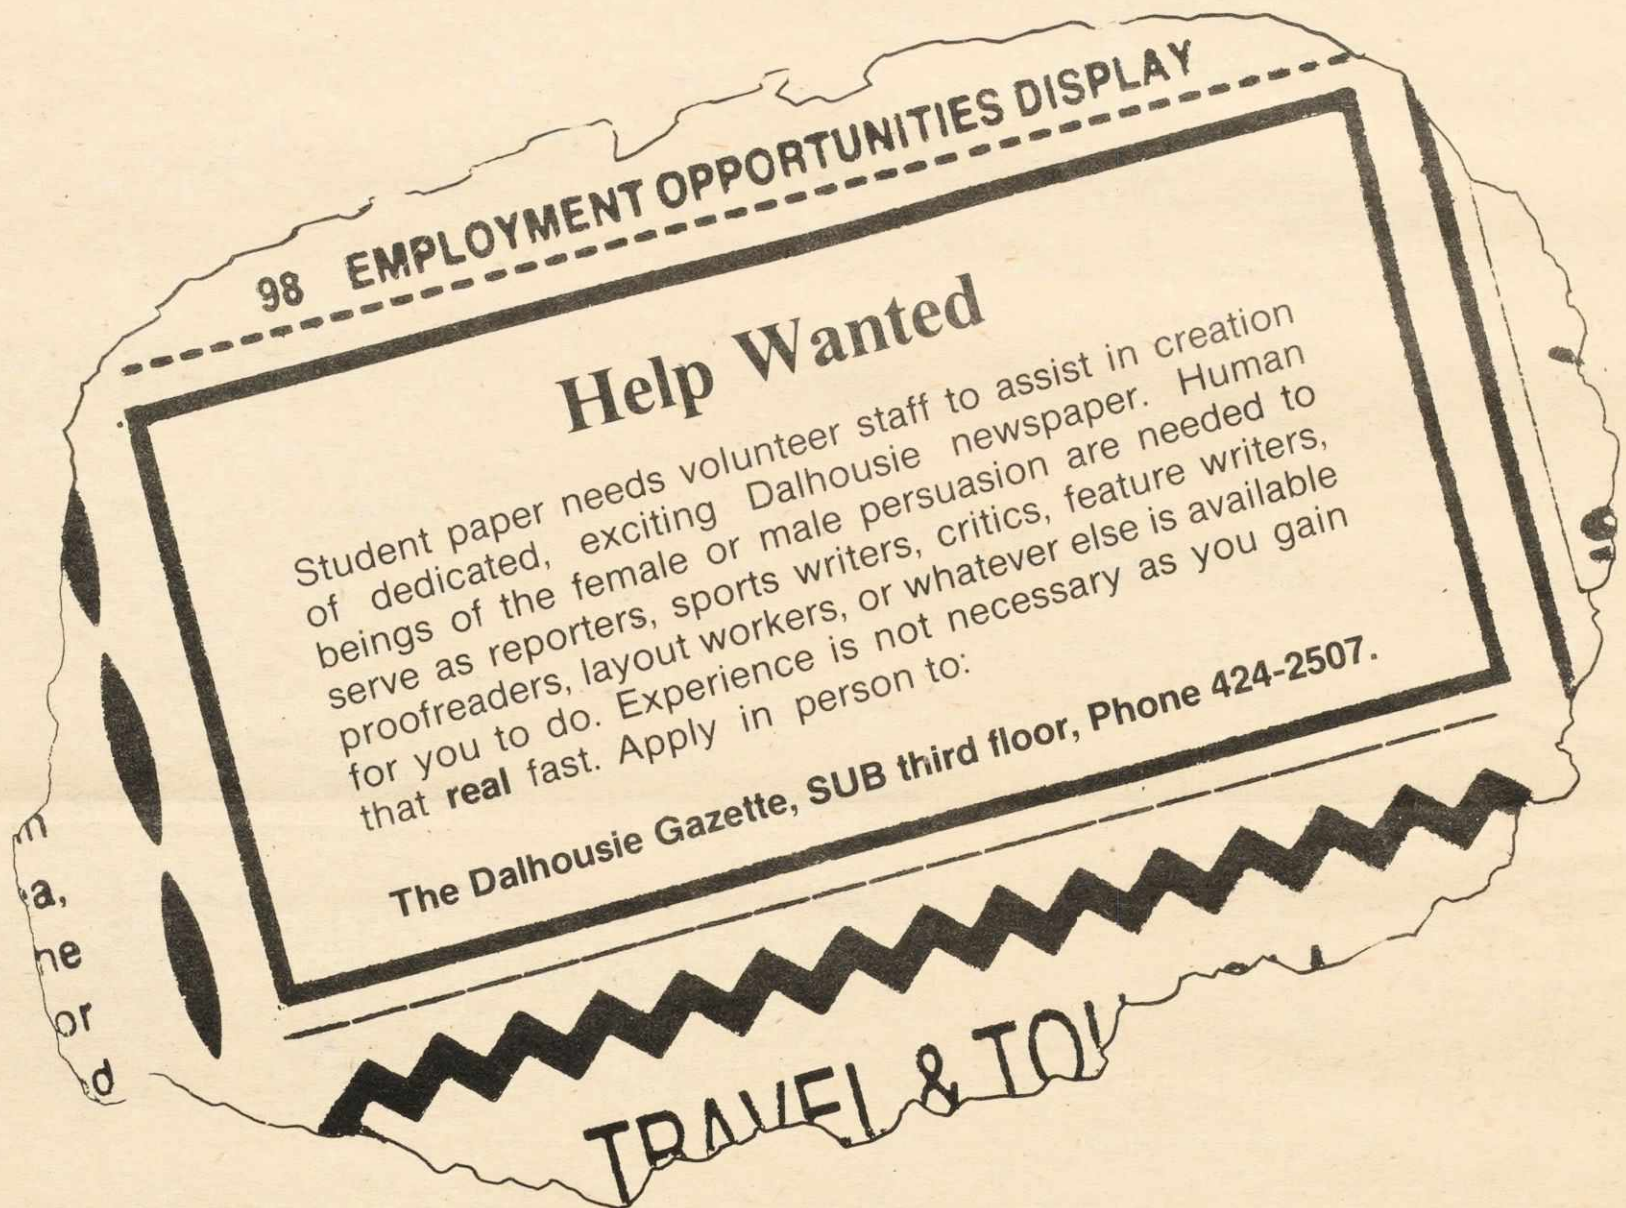 98 EMPLOYMENT OPPORTUNITIES DISPLAY
Help Wanted
Student paper needs volunteer staff to assist in creation
of dedicated, exciting Dalhousie newspaper. Human
beings of the female or male persuasion are needed to
serve as reporters, sports writers, critics, feature writers,
proofreaders, layout workers, or whatever else is available
for you to do. Experience is not necessary as you gain
that real fast. Apply in person to:
The Dalhousie Gazette, SUB third floor, Phone 424-2507.
a,
or
TRAVEL & TOU